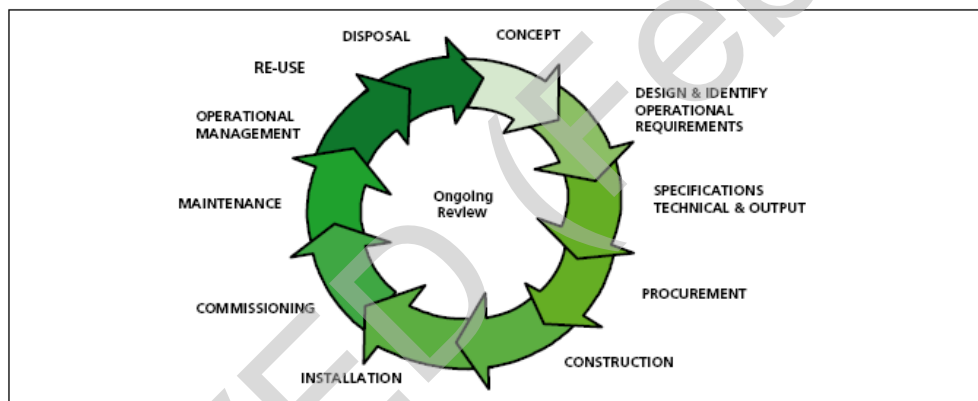 DISPOSAL
CONCEPT
RE-USE
DESIGN & IDENTIFY
OPERATIONAL
REQUIREMENTS
OPERATIONAL
MANAGEMENT
SPECIFICATIONS
TECHNICAL & OUTPUT
MAINTENANCE
Ongoing
Review
PROCUREMENT
COMMISSIONING
CONSTRUCTION
INSTALLATION